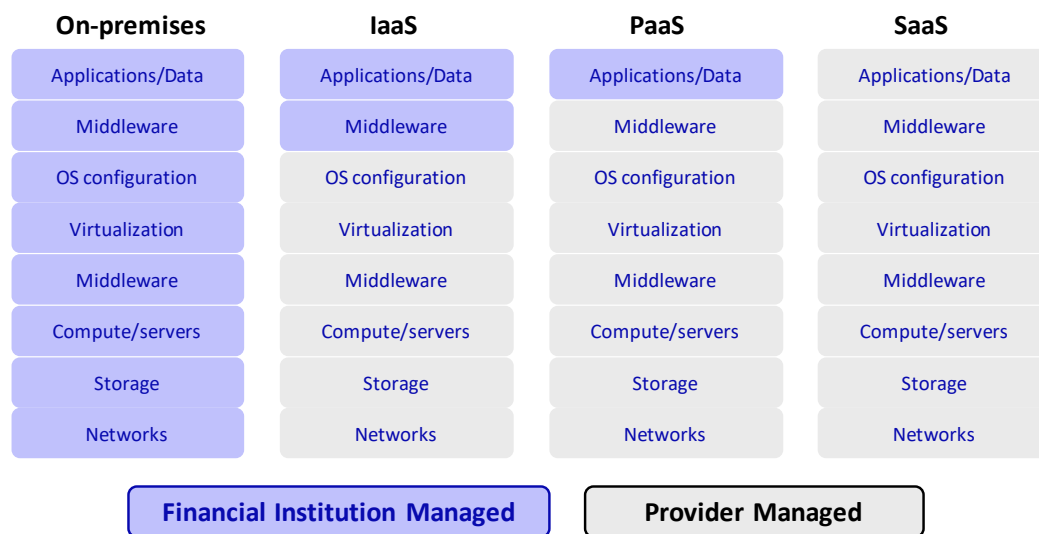 On-premises IaaS PaaS SaaS
Applications/Data Applications/Data Applications/Data Applications/Data
Middleware Middleware Middleware Middleware
OS configuration OS configuration OS configuration OS configuration
Virtualization Virtualization Virtualization Virtualization
Middleware Middleware Middleware Middleware
Compute/servers Compute/servers Compute/servers Compute/servers
Storage Storage Storage Storage
Networks Networks Networks Networks
Financial Institution Managed Provider Managed